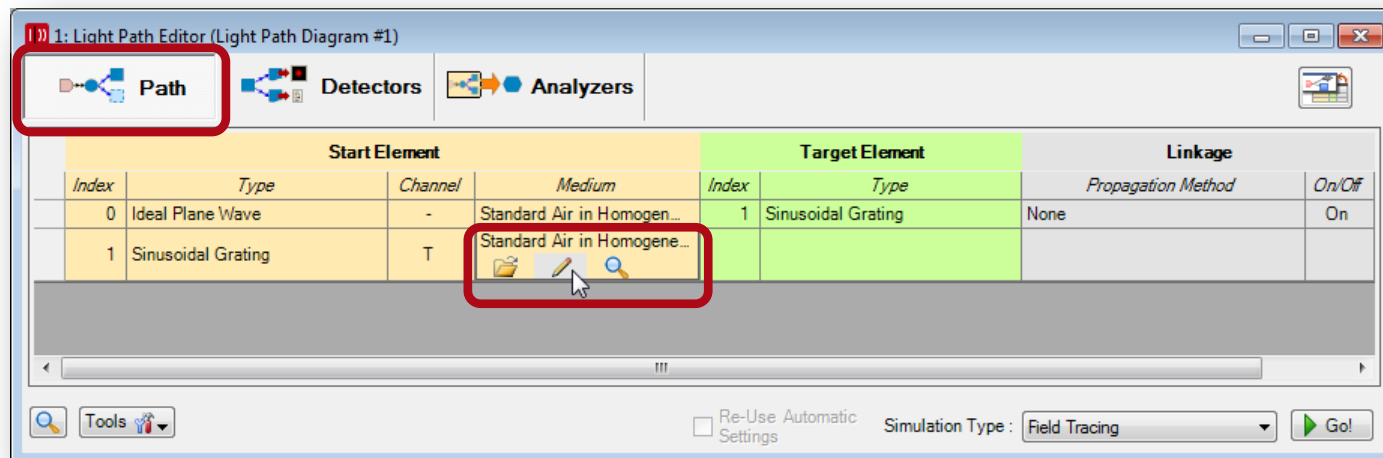 1: Light Path Editor (Light Path Diagram #1)
Path Detectors Analyzers
Start Element Target Element Linkage
Index Type Channel Medium Index Type Propagation Method On/Off
0 Ideal Plane Wave - Standard Air in Homogen... 1 Sinusoidal Grating None On
1 Sinusoidal Grating T Standard Air in Homogene...
Tools Re-Use Automatic Settings Simulation Type : Field Tracing Go!